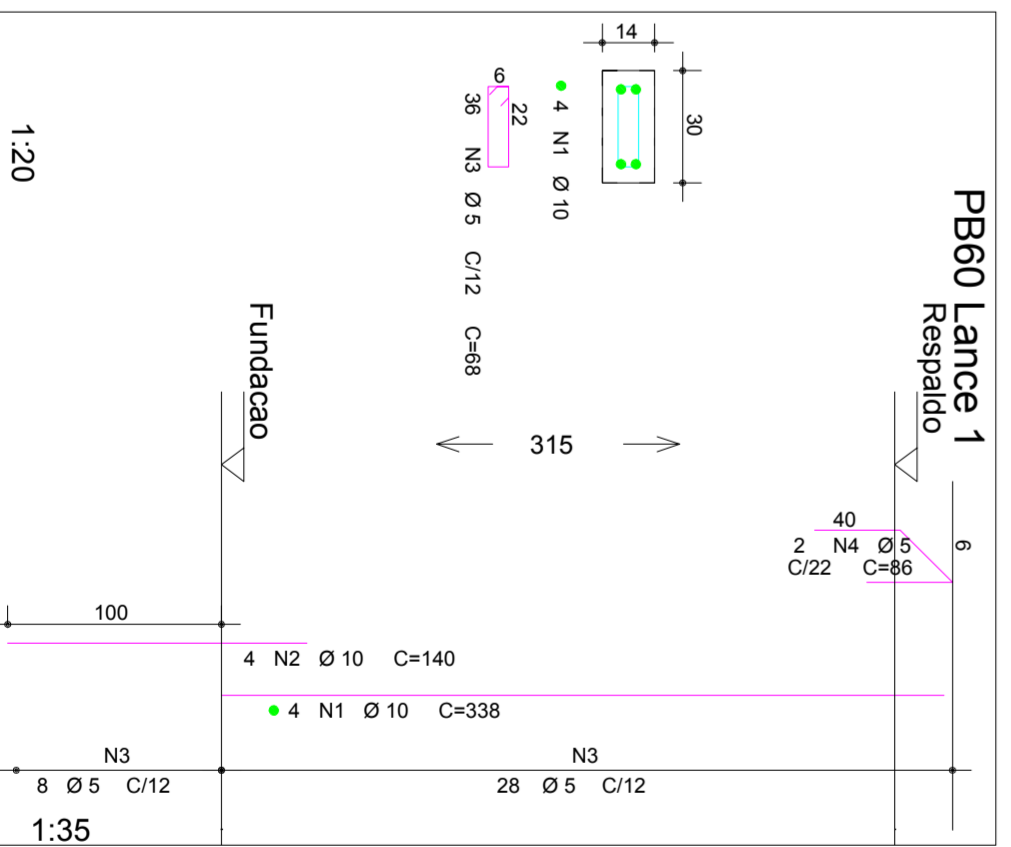 PB60 Lance 1
Respaldo
14
30
4 N1 Ø 10
6
22
36 N3 Ø 5 C/12 C=68
1:20
Fundacao
315
40
6
2 N4 Ø 5
C/22 C=86
100
4 N2 Ø 10 C=140
4 N1 Ø 10 C=338
N3
8 Ø 5 C/12
N3
28 Ø 5 C/12
1:35